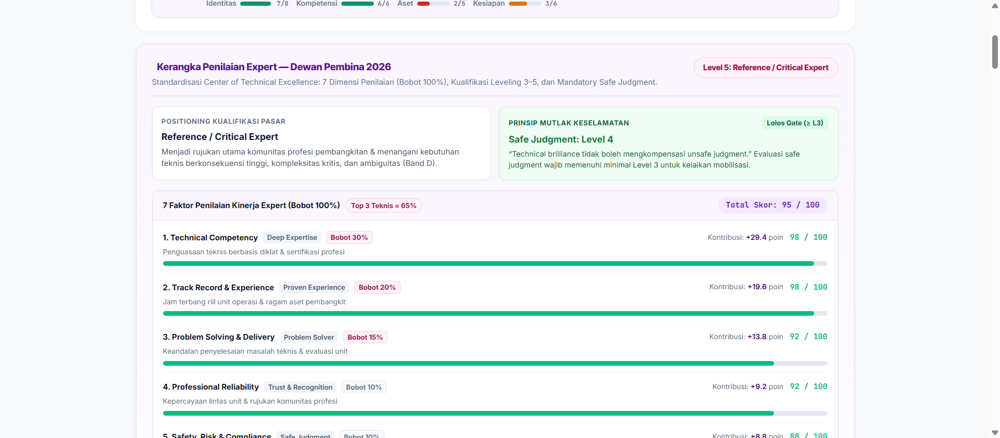 Identitas 7/8 Kompetensi 6/6 Aset 2/5 Kesiapan 3/6
Kerangka Penilaian Expert — Dewan Pembina 2026
Level 5: Reference / Critical Expert
Standardisasi Center of Technical Excellence: 7 Dimensi Penilaian (Bobot 100%), Kualifikasi Leveling 3–5, dan Mandatory Safe Judgment.
POSITIONING KUALIFIKASI PASAR
Reference / Critical Expert
Menjadi rujukan utama komunitas profesi pembangkitan & menangani kebutuhan
teknis berkonsekuensi tinggi, kompleksitas kritis, dan ambiguitas (Band D).
PRINSIP MUTLAK KESELAMATAN
Lolos Gate (≥ L3)
Safe Judgment: Level 4
“Technical brilliance tidak boleh mengkompensasi unsafe judgment.” Evaluasi safe
judgment wajib memenuhi minimal Level 3 untuk kelaikan mobilisasi.
7 Faktor Penilaian Kinerja Expert (Bobot 100%) Top 3 Teknis = 65%
Total Skor: 95 / 100
1. Technical Competency Deep Expertise Bobot 30% Kontribusi: +29.4 poin 98 / 100
Penguasaan teknis berbasis diklat & sertifikasi profesi
2. Track Record & Experience Proven Experience Bobot 20% Kontribusi: +19.6 poin 98 / 100
Jam terbang riil unit operasi & ragam aset pembangkit
3. Problem Solving & Delivery Problem Solver Bobot 15% Kontribusi: +13.8 poin 92 / 100
Keandalan penyelesaian masalah teknis & evaluasi unit
4. Professional Reliability Trust & Recognition Bobot 10% Kontribusi: +9.2 poin 92 / 100
Kepercayaan lintas unit & rujukan komunitas profesi
5. Safety, Risk & Compliance Safe Judgment Bobot 10% Kontribusi: +8.8 poin 88 / 100